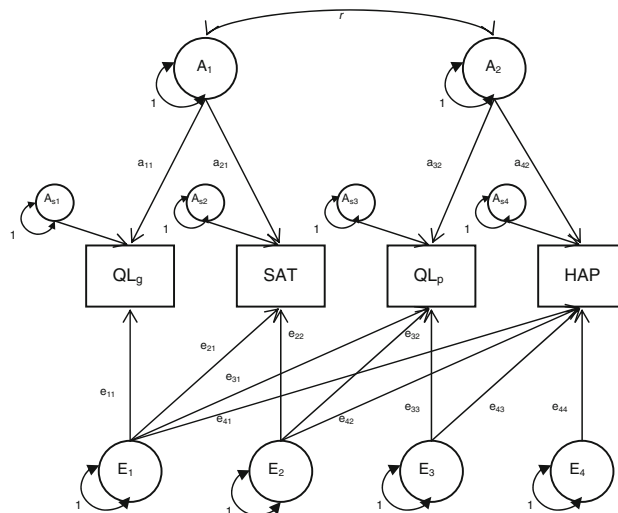 r
A₁ A₂
1 1
a₁₁ a₂₁ a₃₂ a₄₂
Aₛ₁ Aₛ₂ Aₛ₃ Aₛ₄
1 1 1 1
QLg SAT QLₚ HAP
e₂₁ e₂₂ e₃₂
e₃₁
e₁₁ e₄₁ e₄₂ e₃₃ e₄₃ e₄₄
E₁ E₂ E₃ E₄
1 1 1 1